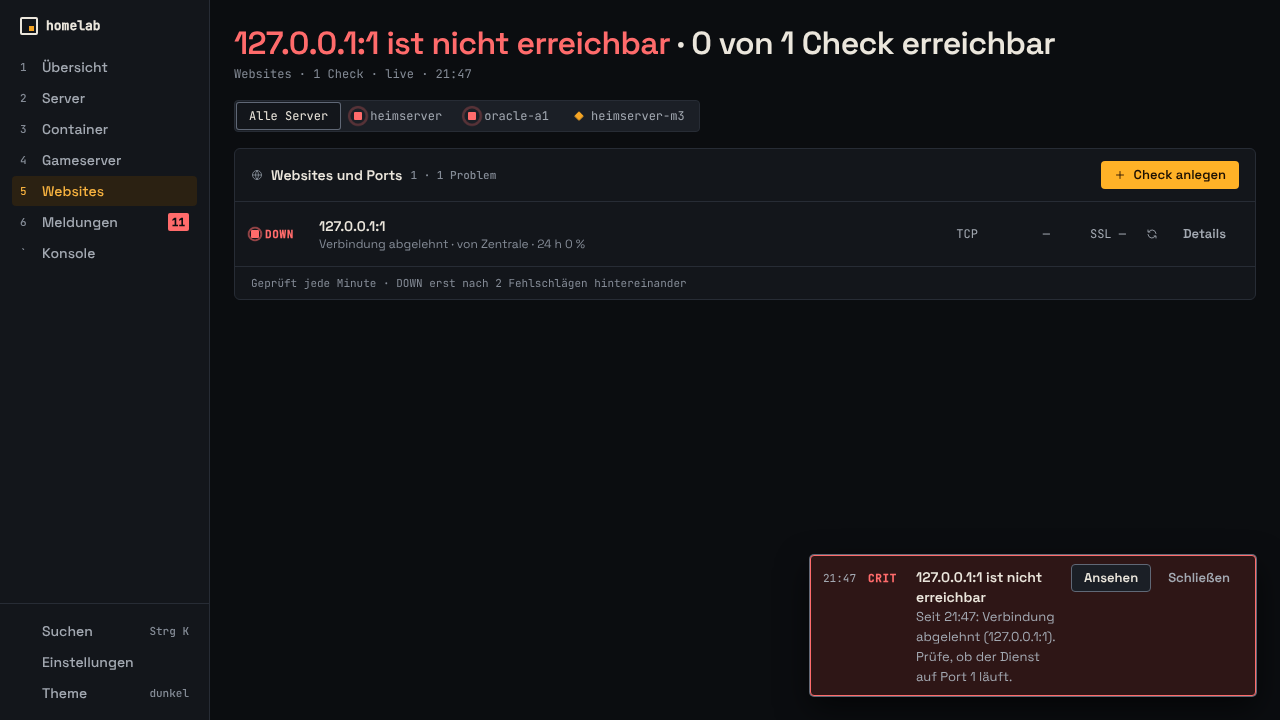 homelab
1 Übersicht
2 Server
3 Container
4 Gameserver
5 Websites
6 Meldungen 11
` Konsole
Suchen Strg K
Einstellungen
Theme dunkel
127.0.0.1:1 ist nicht erreichbar · 0 von 1 Check erreichbar
Websites · 1 Check · live · 21:47
Alle Server heimserver oracle-a1 heimserver-m3
Websites und Ports 1 · 1 Problem + Check anlegen
DOWN 127.0.0.1:1 TCP — SSL — Details
Verbindung abgelehnt · von Zentrale · 24 h 0 %
Geprüft jede Minute · DOWN erst nach 2 Fehlschlägen hintereinander
21:47 CRIT 127.0.0.1:1 ist nicht Ansehen Schließen
erreichbar
Seit 21:47: Verbindung
abgelehnt (127.0.0.1:1).
Prüfe, ob der Dienst
auf Port 1 läuft.